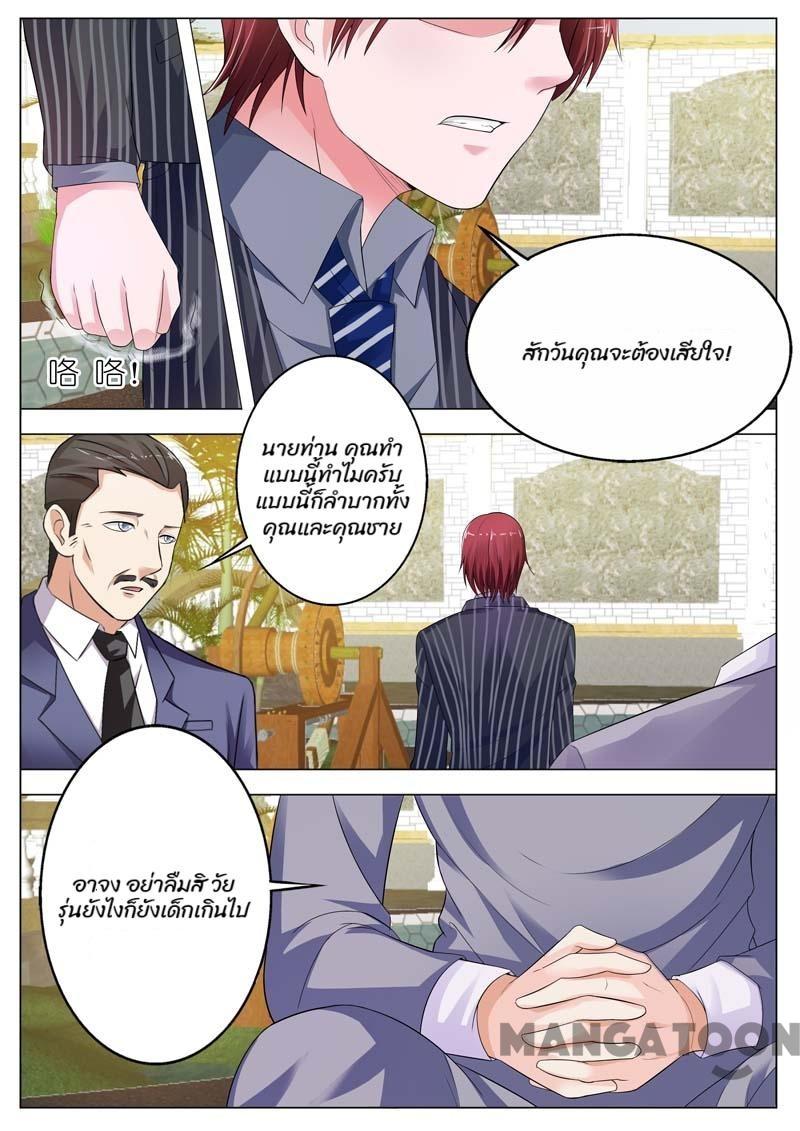 สักวันคุณจะต้องเสียใจ!
咯 咯!
นายท่าน คุณทำ
แบบนี้ทำไมครับ
แบบนี้ก็ลำบากทั้ง
คุณและคุณชาย
อาจง อย่าลืมสิ วัย
รุ่นยังไงก็ยังเด็กเกินไป
MANGATOON